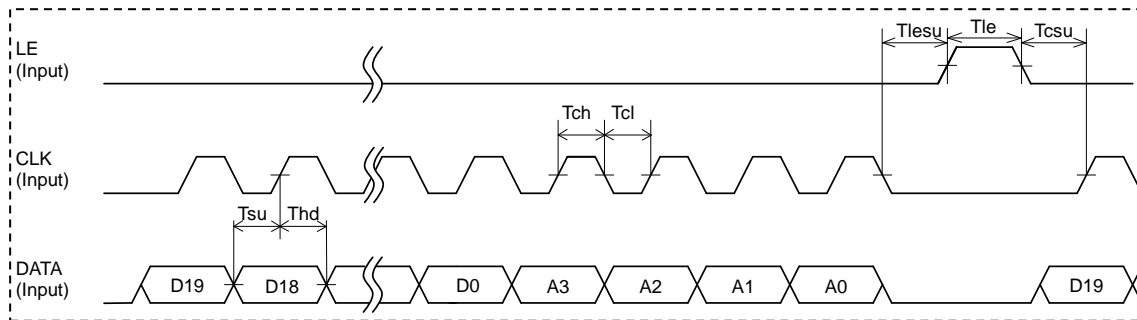 LE
(Input)
Tlesu Tle Tcsu
Tch Tcl
CLK
(Input)
Tsu Thd
DATA
(Input)
D19 D18 D0 A3 A2 A1 A0 D19